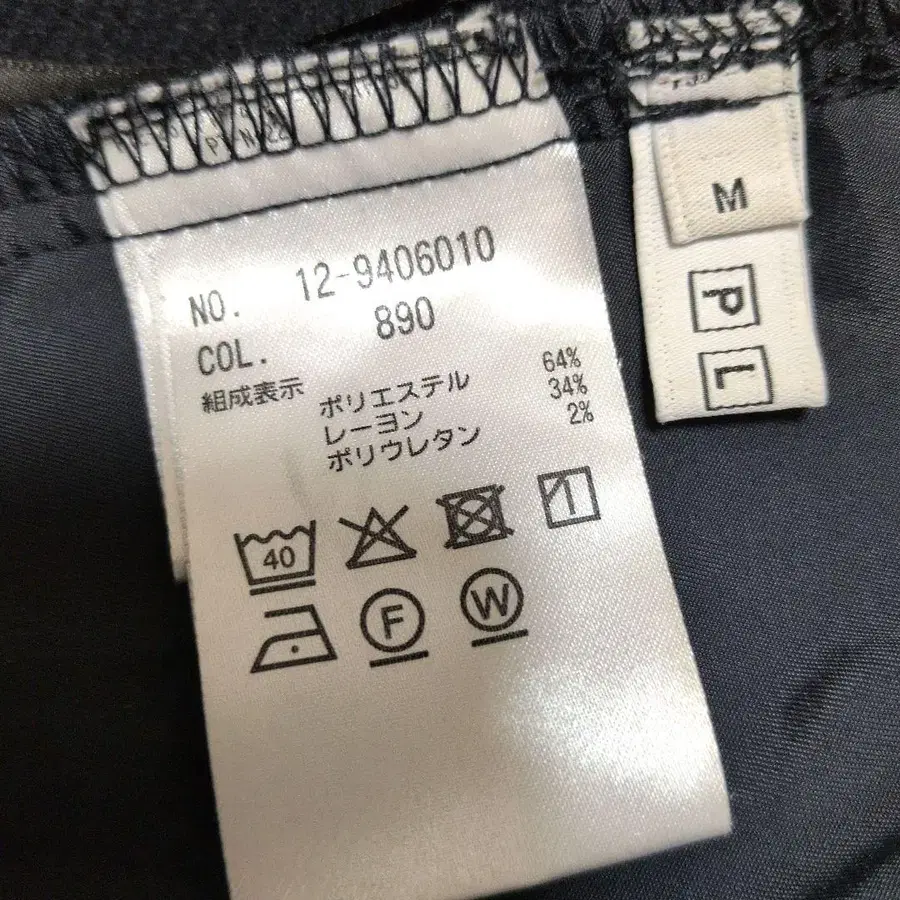 NO. 12-9406010
COL. 890
組成表示 ポリエステル 64%
レーヨン 34%
ポリウレタン 2%
40
F W
M
P
L